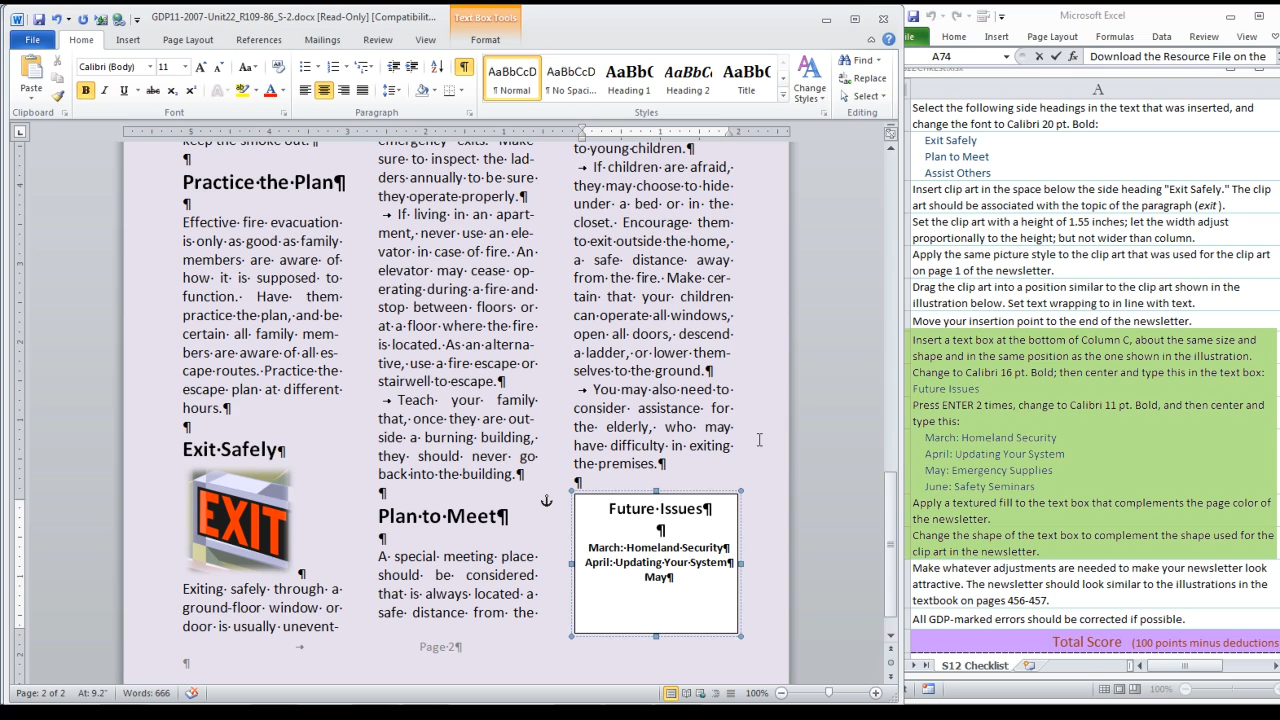 GDP11-2007-Unit22_R109-86_S-2.docx [Read-Only] [Compatibility...
Text Box Tools
File Home Insert Page Layout References Mailings Review View Format
Calibri (Body) 11
Paste
B I U
Clipboard Font Paragraph Styles Editing
AaBbCcD AaBbCcD AaBb( AaBbC AaBb(
¶ Normal ¶ No Spaci... Heading 1 Heading 2 Title
Change Styles
Find
Replace
Select
keep the smoke out.¶
¶
Practice·the·Plan¶
¶
Effective fire evacuation
is·only·as·good·as·family
members are aware of
how it is supposed to
function. Have them
practice·the·plan,·and·be
certain all family mem-
bers·are·aware·of·all·es-
cape·routes.·Practice·the
escape plan at different
hours.¶
¶
Exit·Safely¶
EXIT
¶
Exiting safely through a
ground-floor window or
door·is·usually·unevent-
emergency exits. Make
sure to inspect the lad-
ders·annually·to·be·sure
they·operate·properly.¶
→ If living in an apart-
ment, never use an ele-
vator·in·case·of·fire.·An
elevator may cease op-
erating·during·a·fire·and
stop between floors or
at·a·floor·where·the·fire
is·located.·As·an·alterna-
tive,·use·a·fire·escape·or
stairwell·to·escape.¶
→ Teach your family
that,·once·they·are·out-
side a burning building,
they should never go
back·into·the·building.¶
¶
Plan·to·Meet¶
¶
A special meeting place
should be considered
that is always located a
safe distance from the
to·young·children.¶
→ If children are afraid,
they·may·choose·to·hide
under a bed or in the
closet. Encourage them
to·exit·outside·the·home,
a safe distance away
from·the·fire.·Make·cer-
tain that your children
can·operate·all·windows,
open all doors, descend
a·ladder,·or·lower·them-
selves·to·the·ground.¶
→ You·may·also·need·to
consider assistance for
the elderly, who may
have difficulty in exiting
the·premises.¶
¶
Future·Issues¶
¶
March:·Homeland·Security¶
April:·Updating·Your·System¶
May¶
→ Page·2¶
¶
Page: 2 of 2 At: 9.2" Words: 666 100%
Microsoft Excel
Home Insert Page Layout Formulas Data Review View
A74 Download the Resource File on the
A
Select the following side headings in the text that was inserted, and
change the font to Calibri 20 pt. Bold:
Exit Safely
Plan to Meet
Assist Others
Insert clip art in the space below the side heading "Exit Safely." The clip
art should be associated with the topic of the paragraph (exit ).
Set the clip art with a height of 1.55 inches; let the width adjust
proportionally to the height; but not wider than column.
Apply the same picture style to the clip art that was used for the clip art
on page 1 of the newsletter.
Drag the clip art into a position similar to the clip art shown in the
illustration below. Set text wrapping to in line with text.
Move your insertion point to the end of the newsletter.
Insert a text box at the bottom of Column C, about the same size and
shape and in the same position as the one shown in the illustration.
Change to Calibri 16 pt. Bold; then center and type this in the text box:
Future Issues
Press ENTER 2 times, change to Calibri 11 pt. Bold, and then center and
type this:
March: Homeland Security
April: Updating Your System
May: Emergency Supplies
June: Safety Seminars
Apply a textured fill to the text box that complements the page color of
the newsletter.
Change the shape of the text box to complement the shape used for the
clip art in the newsletter.
Make whatever adjustments are needed to make your newsletter look
attractive. The newsletter should look similar to the illustrations in the
textbook on pages 456-457.
All GDP-marked errors should be corrected if possible.
Total Score (100 points minus deductions
S12 Checklist
100%